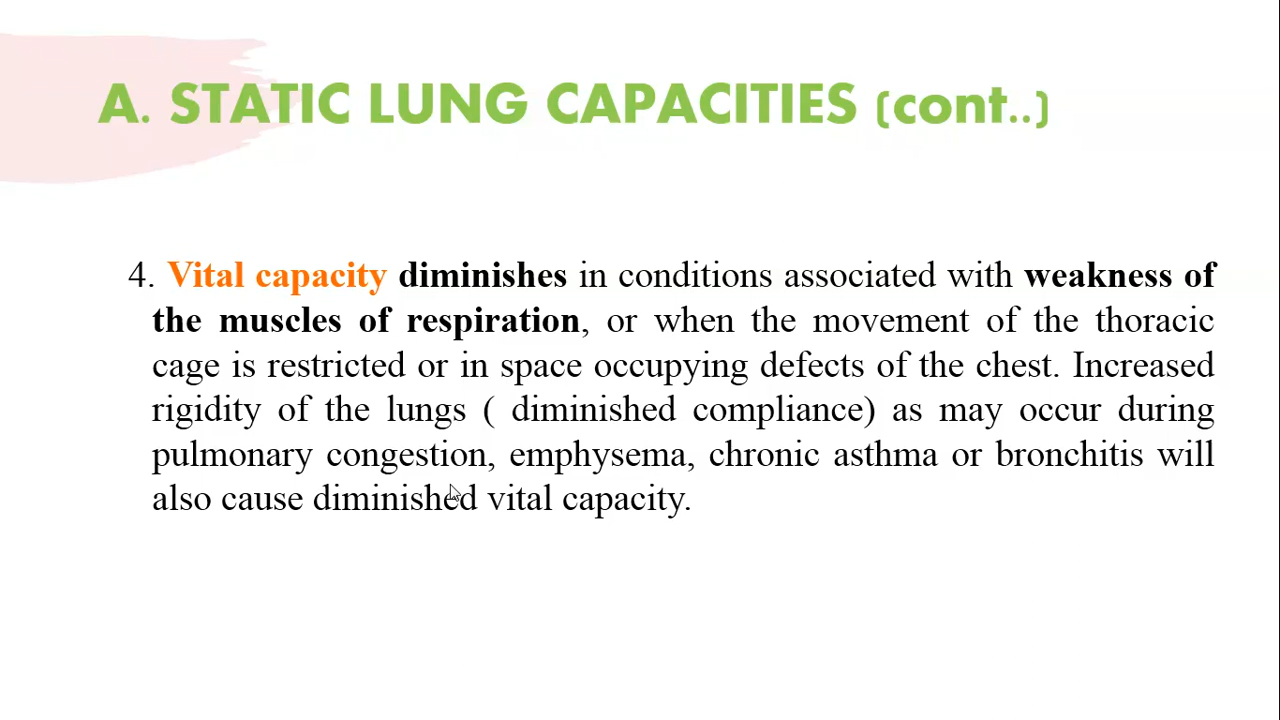 A. STATIC LUNG CAPACITIES (cont..)
4. Vital capacity diminishes in conditions associated with weakness of
the muscles of respiration, or when the movement of the thoracic
cage is restricted or in space occupying defects of the chest. Increased
rigidity of the lungs ( diminished compliance) as may occur during
pulmonary congestion, emphysema, chronic asthma or bronchitis will
also cause diminished vital capacity.